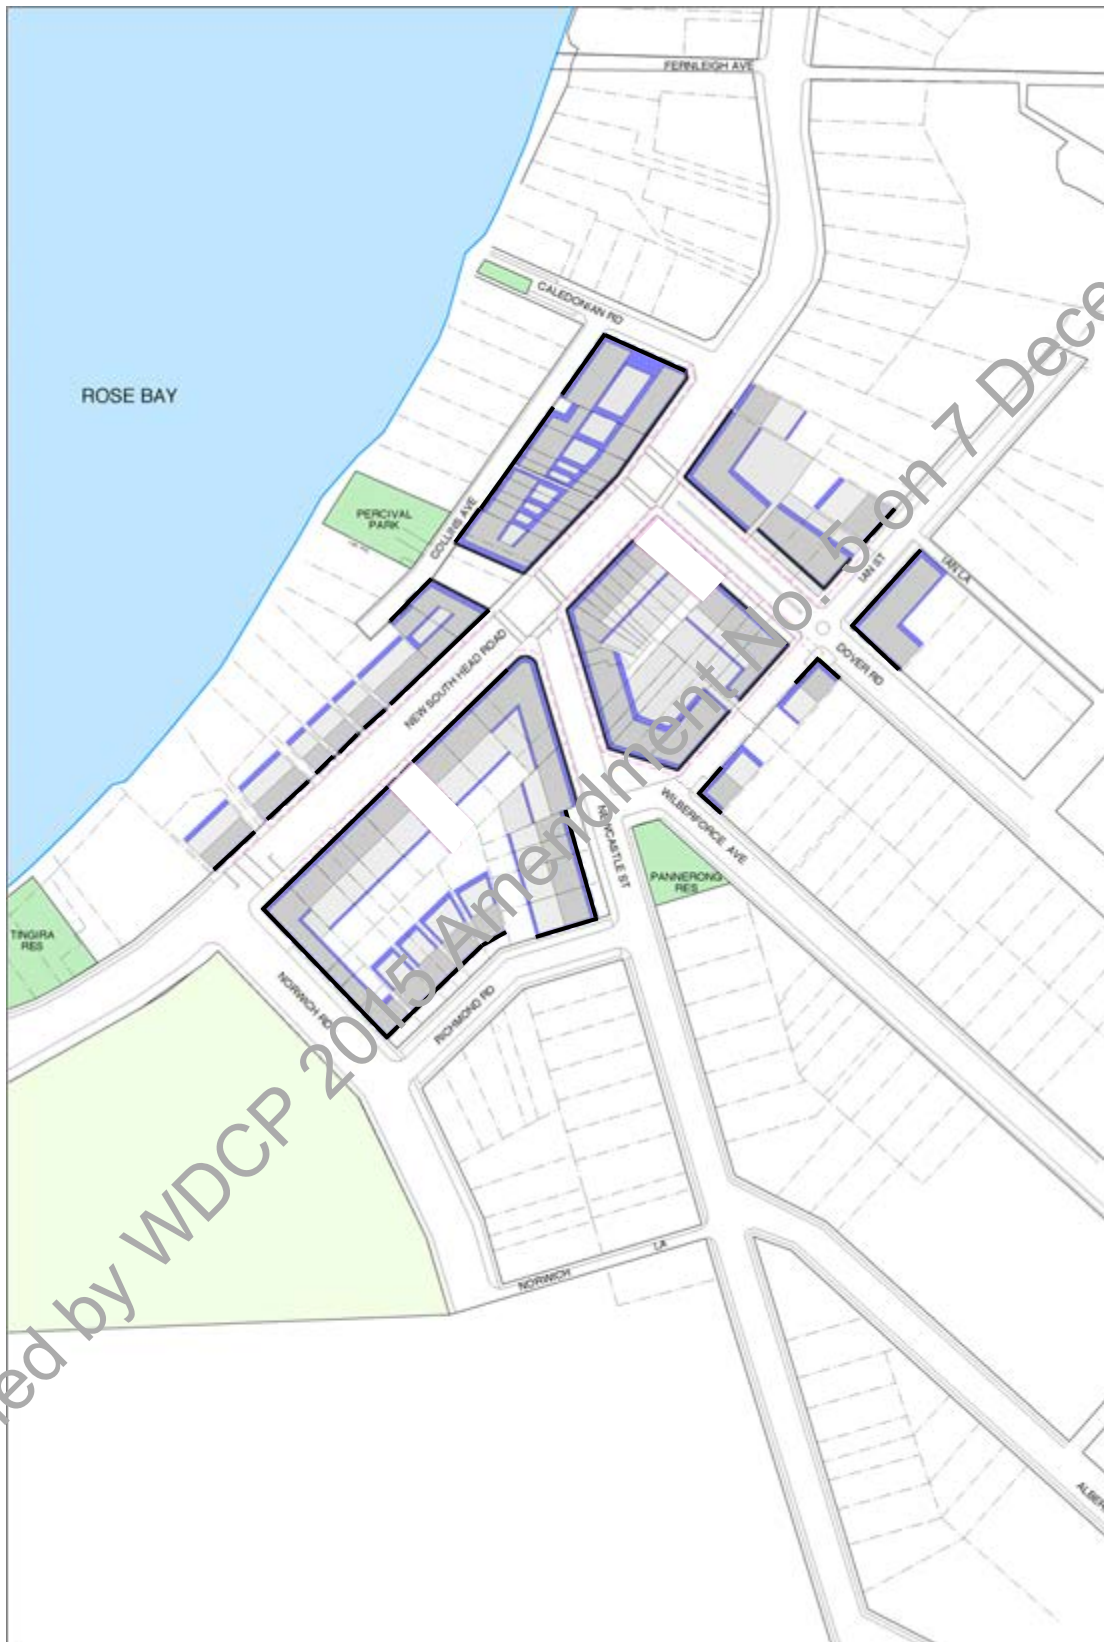 FERNLEIGH AVE
CALEDONIAN RD
ROSE BAY
PERCIVAL
PARK
COLLINS AVE
IAN ST
IAN LA
DOVER RD
NEW SOUTH HEAD ROAD
NEWCASTLE ST
WILBERFORCE AVE
PANNERONG
RES
TINGIRA
RES
NORWICH RD
RICHMOND RD
NORWICH LA
ALBER
ed by WDCP 2015 Amendment No. 5 on 7 Dece